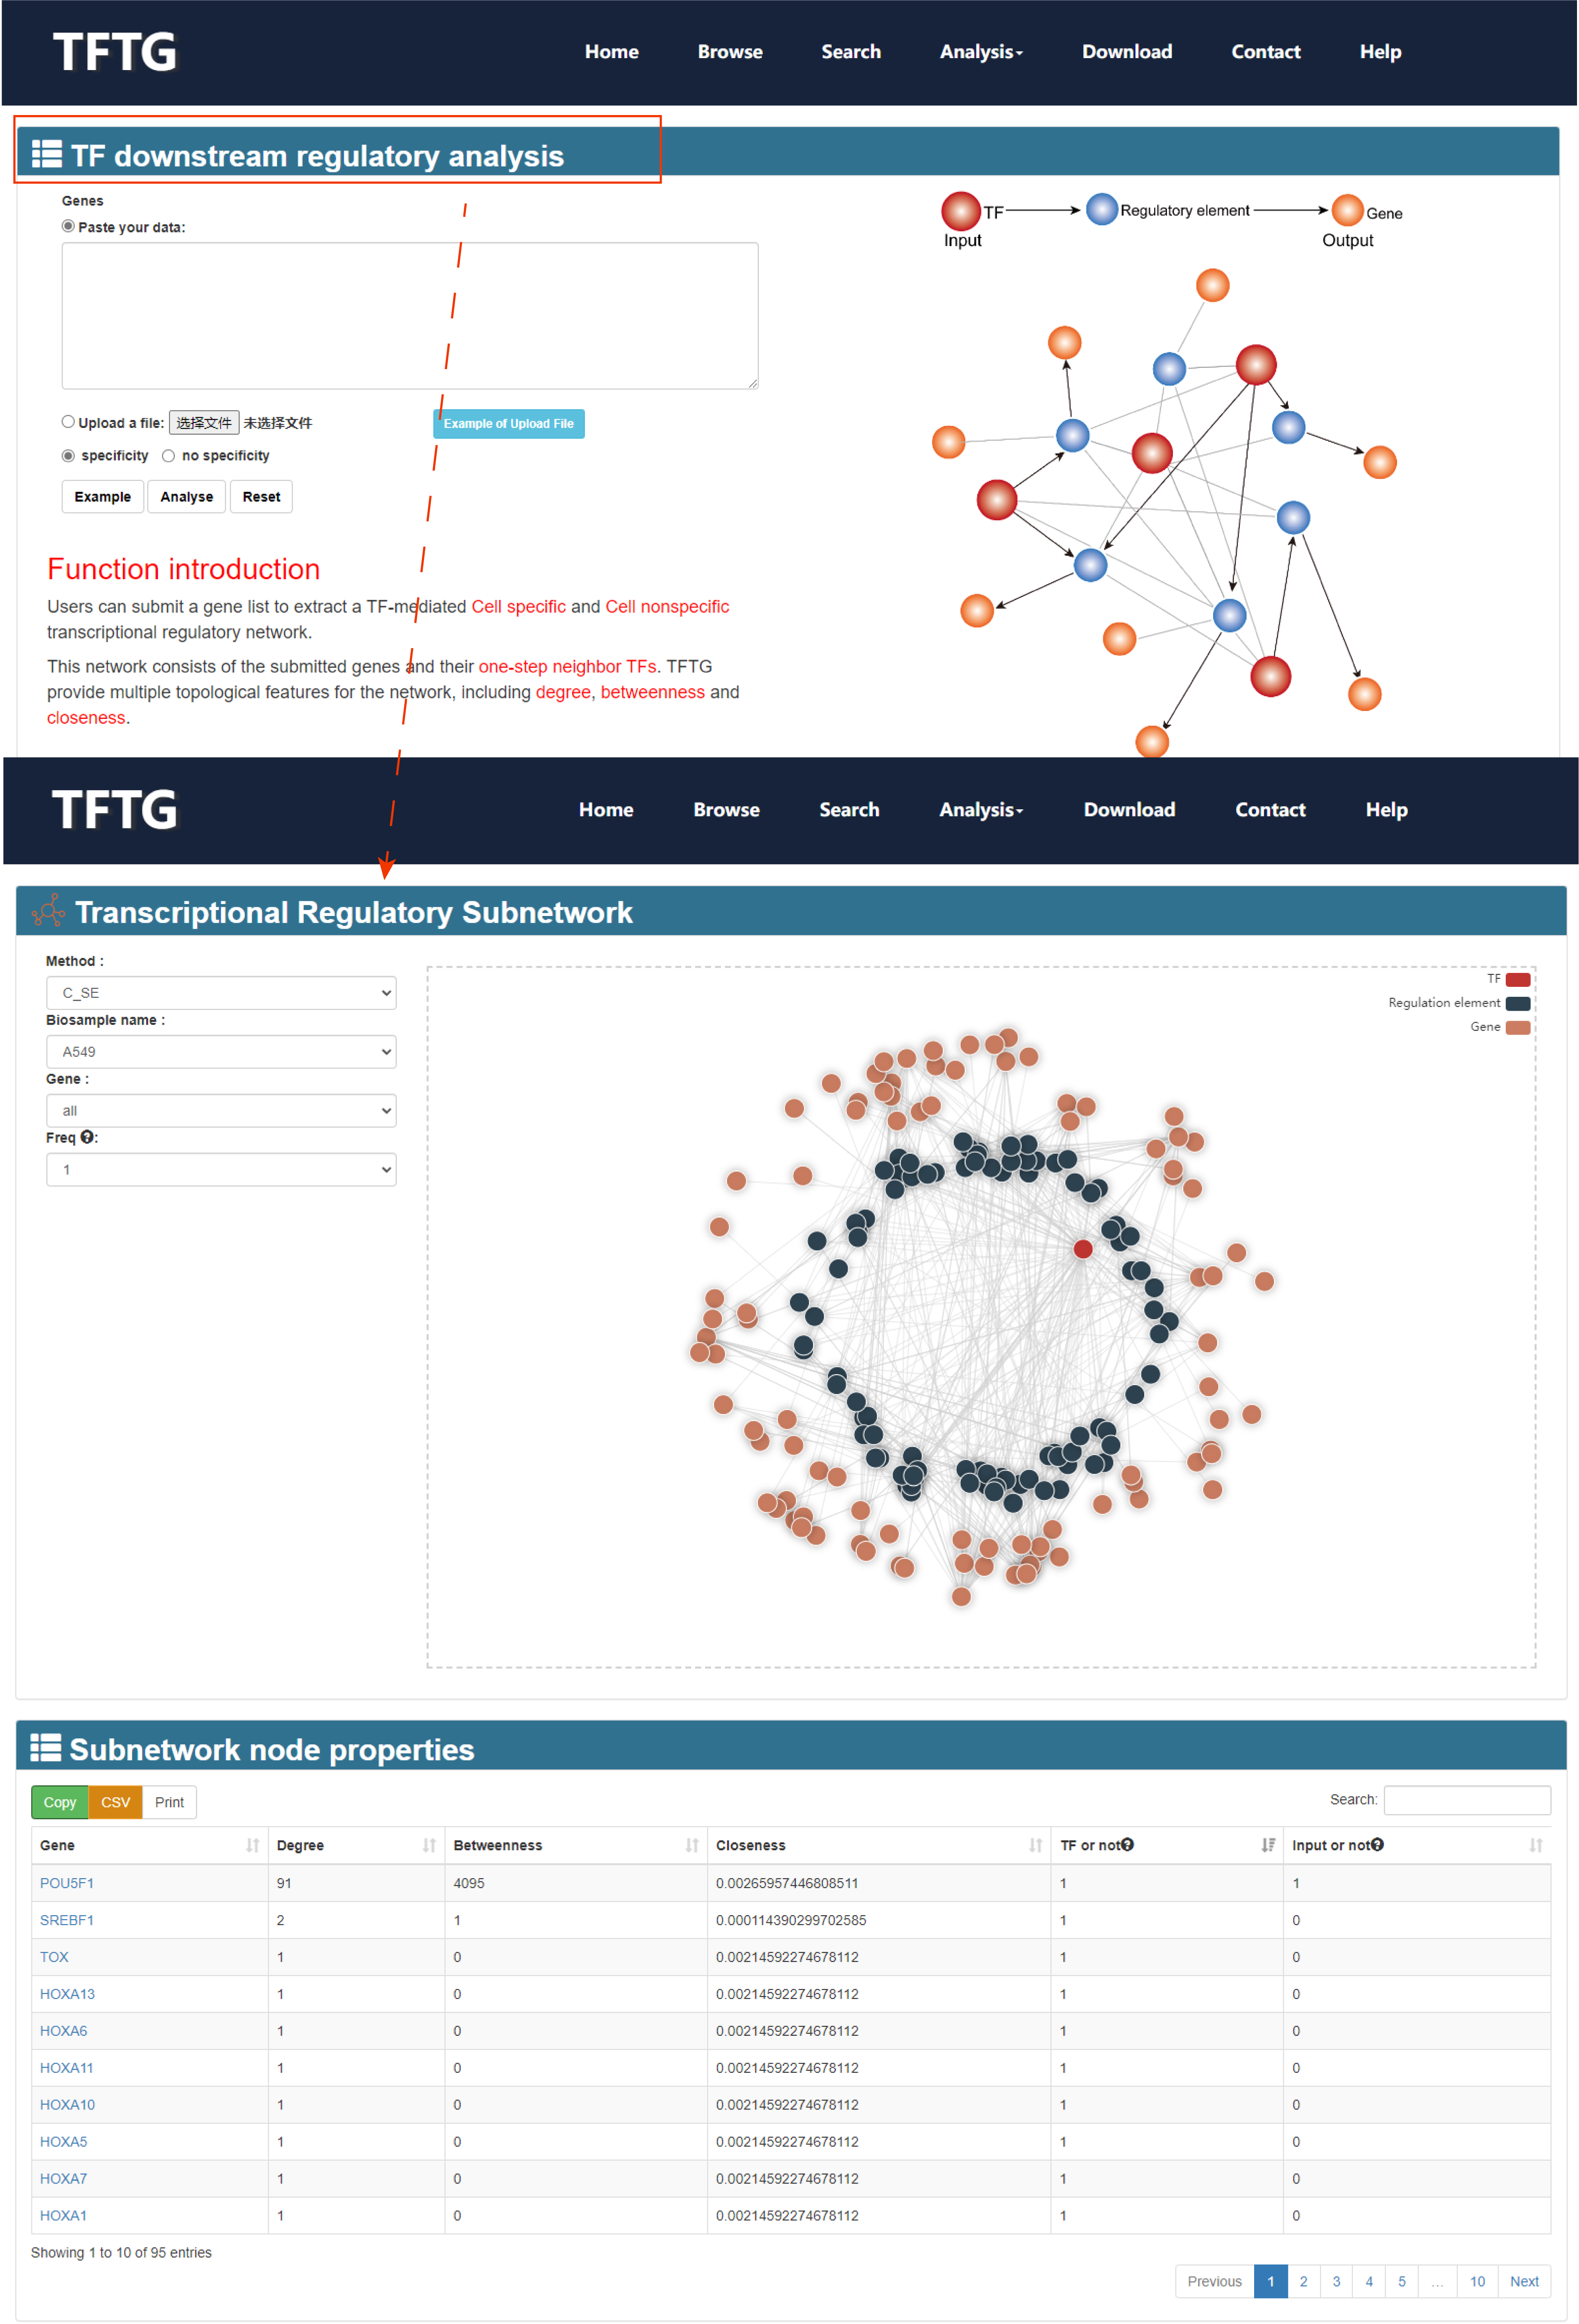 TFTG
Home Browse Search Analysis Download Contact Help
TF downstream regulatory analysis
Genes
Paste your data:
Upload a file: 选择文件 未选择文件 Example of Upload File
specificity no specificity
Example Analyse Reset
Function introduction
Users can submit a gene list to extract a TF-mediated Cell specific and Cell nonspecific
transcriptional regulatory network.
This network consists of the submitted genes and their one-step neighbor TFs. TFTG
provide multiple topological features for the network, including degree, betweenness and
closeness.
TF Regulatory element Gene
Input Output
TFTG
Home Browse Search Analysis Download Contact Help
Transcriptional Regulatory Subnetwork
Method :
C_SE
Biosample name :
A549
Gene :
all
Freq ?:
1
TF
Regulation element
Gene
Subnetwork node properties
Copy CSV Print Search:
Gene Degree Betweenness Closeness TF or not? Input or not?
POU5F1 91 4095 0.00265957446808511 1 1
SREBF1 2 1 0.000114390299702585 1 0
TOX 1 0 0.00214592274678112 1 0
HOXA13 1 0 0.00214592274678112 1 0
HOXA6 1 0 0.00214592274678112 1 0
HOXA11 1 0 0.00214592274678112 1 0
HOXA10 1 0 0.00214592274678112 1 0
HOXA5 1 0 0.00214592274678112 1 0
HOXA7 1 0 0.00214592274678112 1 0
HOXA1 1 0 0.00214592274678112 1 0
Showing 1 to 10 of 95 entries
Previous 1 2 3 4 5 ... 10 Next